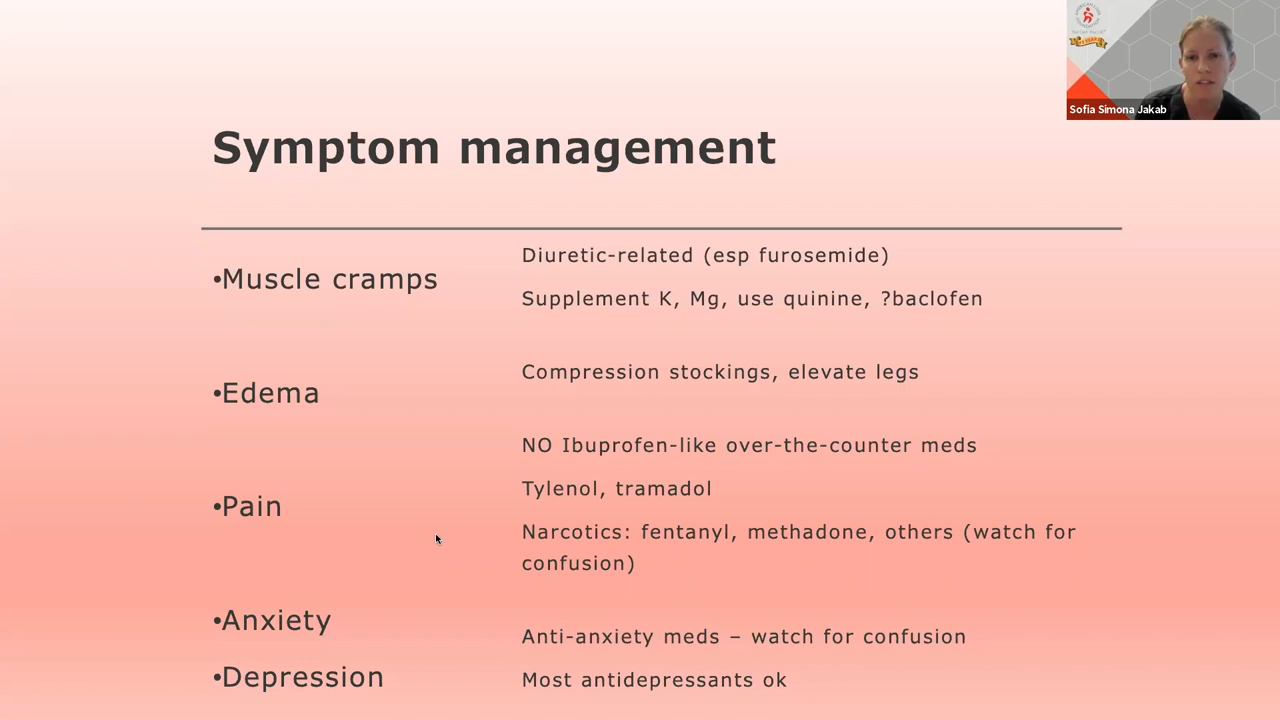 Sofia Simona Jakab
Symptom management
•Muscle cramps
Diuretic-related (esp furosemide)
Supplement K, Mg, use quinine, ?baclofen
•Edema
Compression stockings, elevate legs
•Pain
NO Ibuprofen-like over-the-counter meds
Tylenol, tramadol
Narcotics: fentanyl, methadone, others (watch for
confusion)
•Anxiety
Anti-anxiety meds – watch for confusion
•Depression
Most antidepressants ok